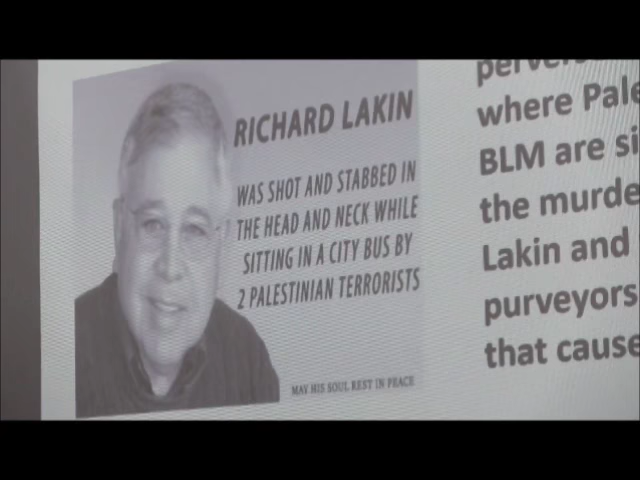 RICHARD LAKIN
WAS SHOT AND STABBED IN
THE HEAD AND NECK WHILE
SITTING IN A CITY BUS BY
2 PALESTINIAN TERRORISTS
MAY HIS SOUL REST IN PEACE
where Pale
BLM are si
the murde
Lakin and
purveyors
that cause